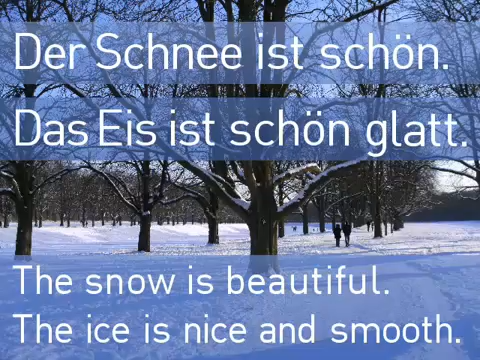 Der Schnee ist schön.
Das Eis ist schön glatt.
The snow is beautiful.
The ice is nice and smooth.